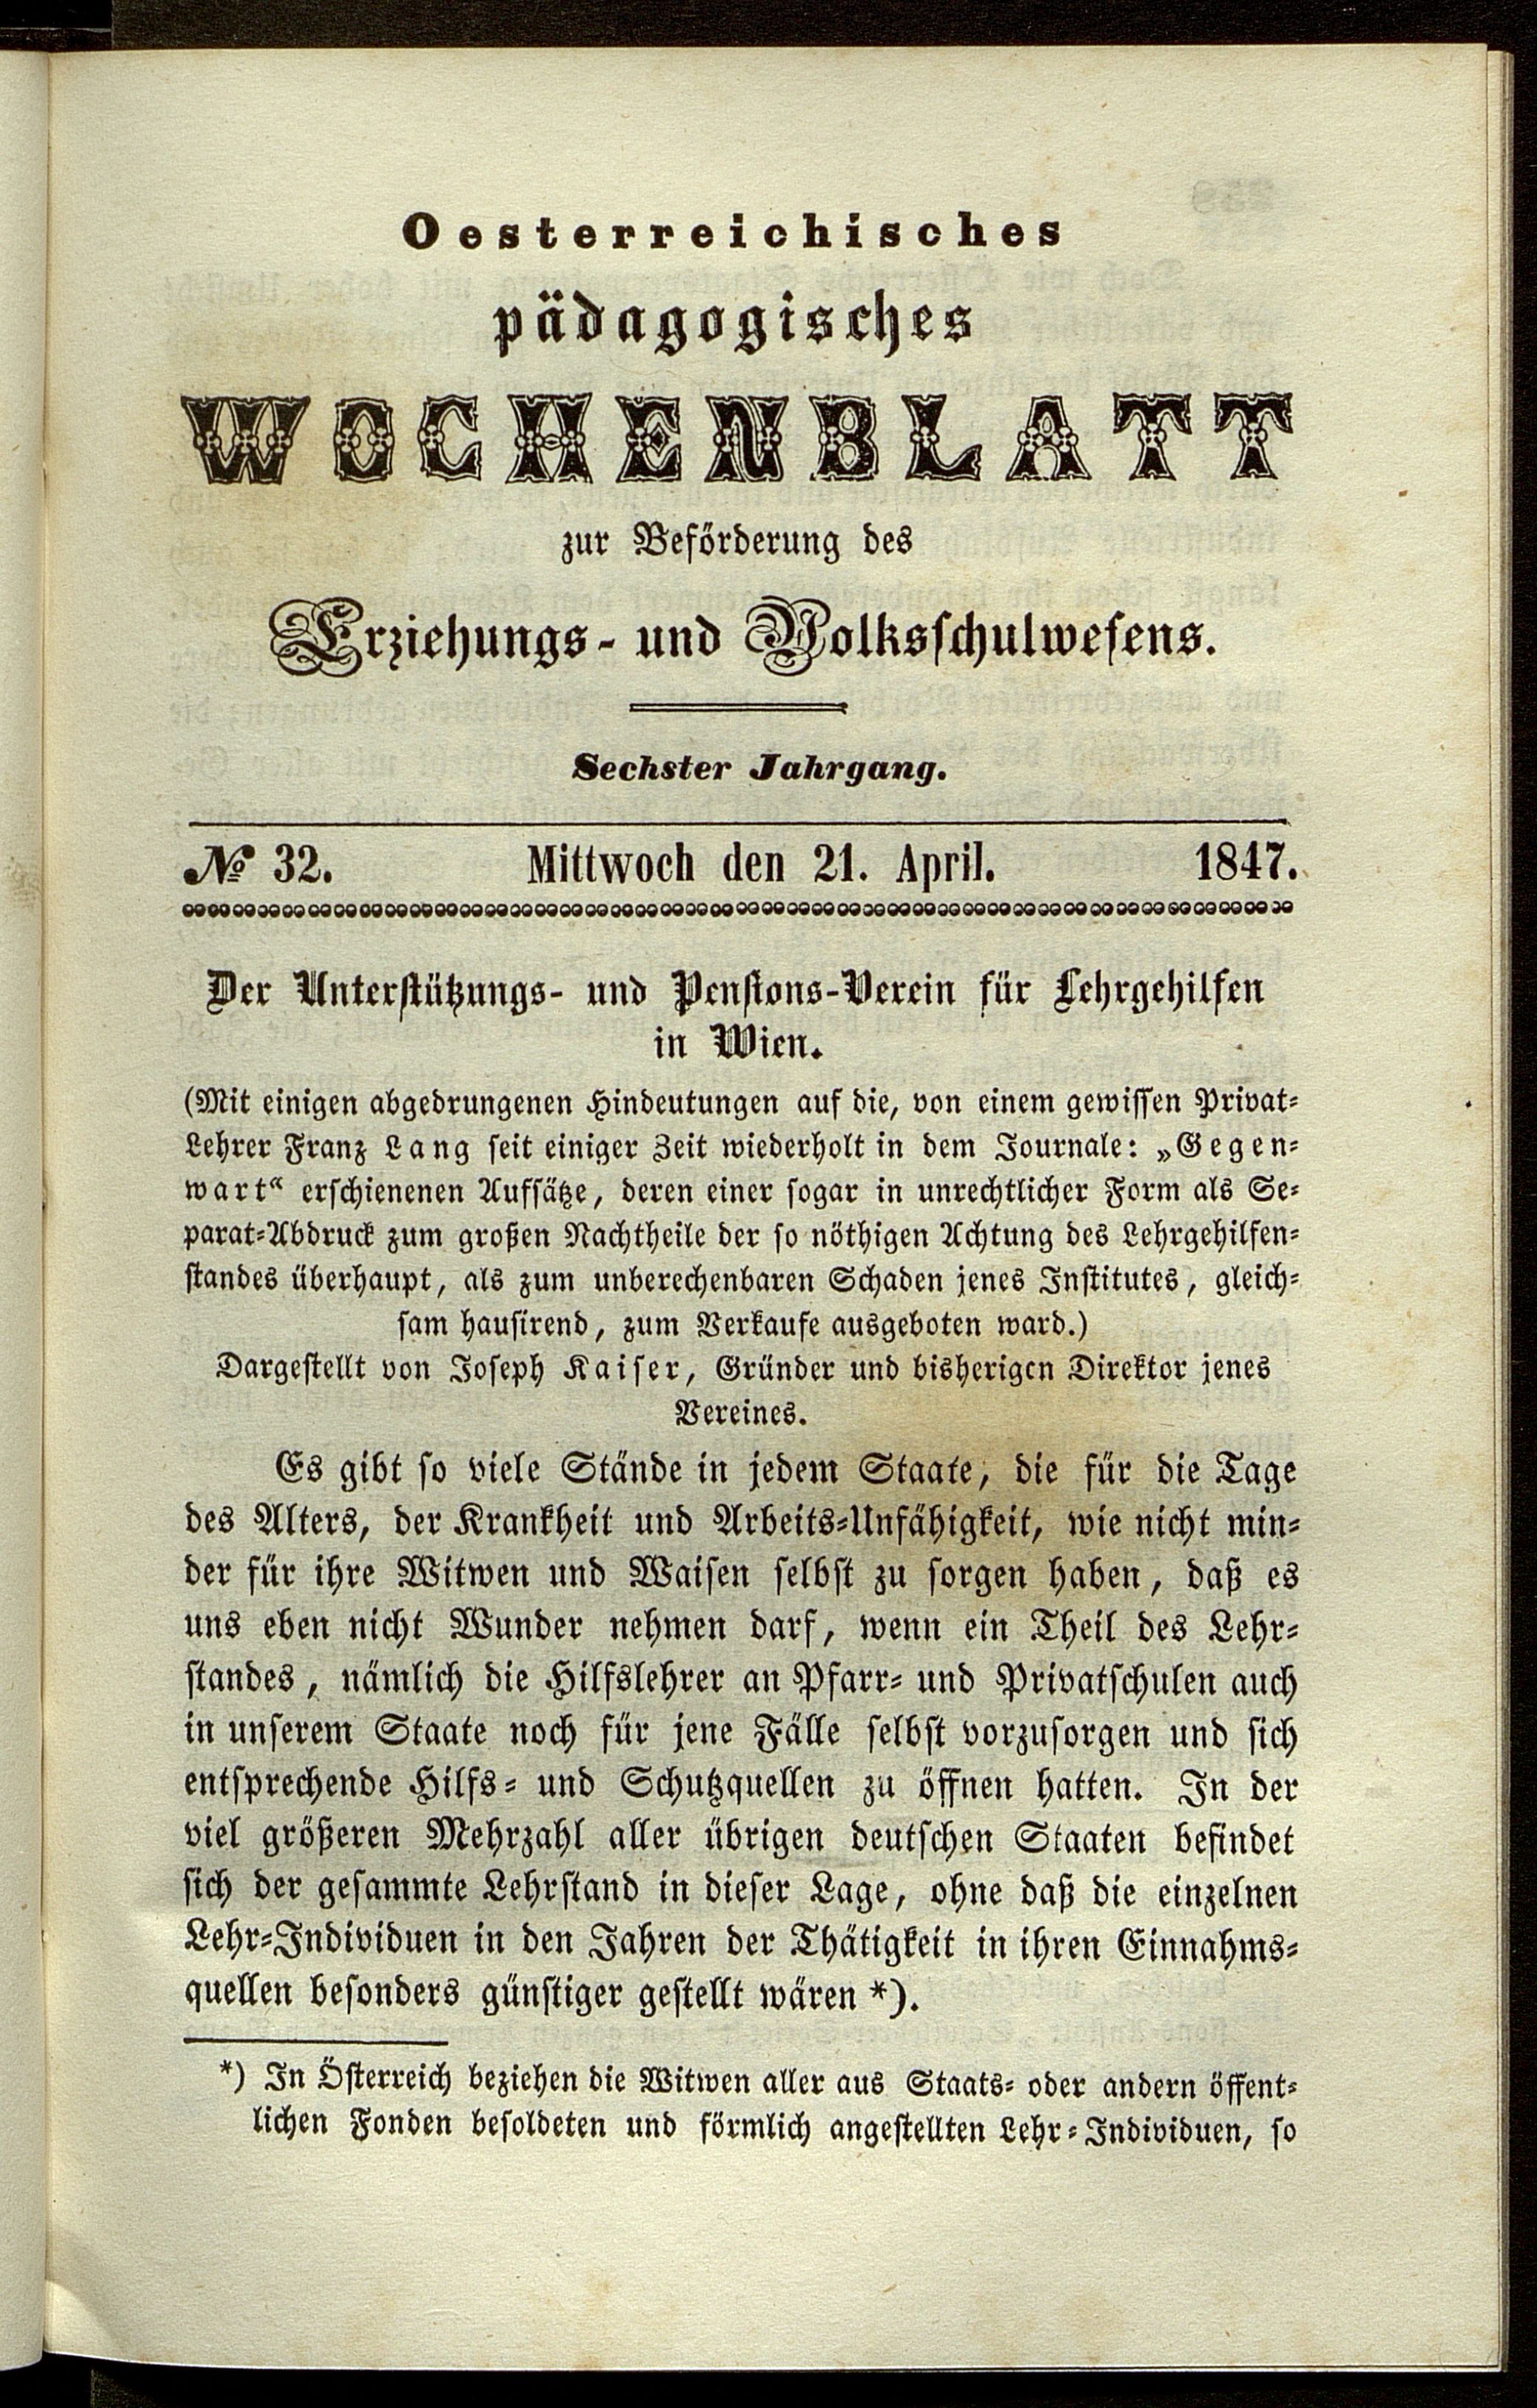 Oesterreichisches
pädagogisches
WOCHENBLATT
zur Beförderung des
Erziehungs- und Volksschulwesens.
Sechster Jahrgang.
№ 32. Mittwoch den 21. April. 1847.
Der Unterstützungs- und Pensions-Verein für Lehrgehilfen
in Wien.
(Mit einigen abgedrungenen Hindeutungen auf die, von einem gewissen Privat-
Lehrer Franz Lang seit einiger Zeit wiederholt in dem Journale: „Gegen-
wart“ erschienenen Aufsätze, deren einer sogar in unrechtlicher Form als Se-
parat-Abdruck zum großen Nachtheile der so nöthigen Achtung des Lehrgehilfen-
standes überhaupt, als zum unberechenbaren Schaden jenes Institutes, gleich-
sam hausirend, zum Verkaufe ausgeboten ward.)
Dargestellt von Joseph Kaiser, Gründer und bisherigen Direktor jenes
Vereines.
Es gibt so viele Stände in jedem Staate, die für die Tage
des Alters, der Krankheit und Arbeits-Unfähigkeit, wie nicht min-
der für ihre Witwen und Waisen selbst zu sorgen haben, daß es
uns eben nicht Wunder nehmen darf, wenn ein Theil des Lehr-
standes, nämlich die Hilfslehrer an Pfarr- und Privatschulen auch
in unserem Staate noch für jene Fälle selbst vorzusorgen und sich
entsprechende Hilfs- und Schutzquellen zu öffnen hatten. In der
viel größeren Mehrzahl aller übrigen deutschen Staaten befindet
sich der gesammte Lehrstand in dieser Lage, ohne daß die einzelnen
Lehr-Individuen in den Jahren der Thätigkeit in ihren Einnahms-
quellen besonders günstiger gestellt wären *).
*) In Österreich beziehen die Witwen aller aus Staats- oder andern öffent-
lichen Fonden besoldeten und förmlich angestellten Lehr-Individuen, so